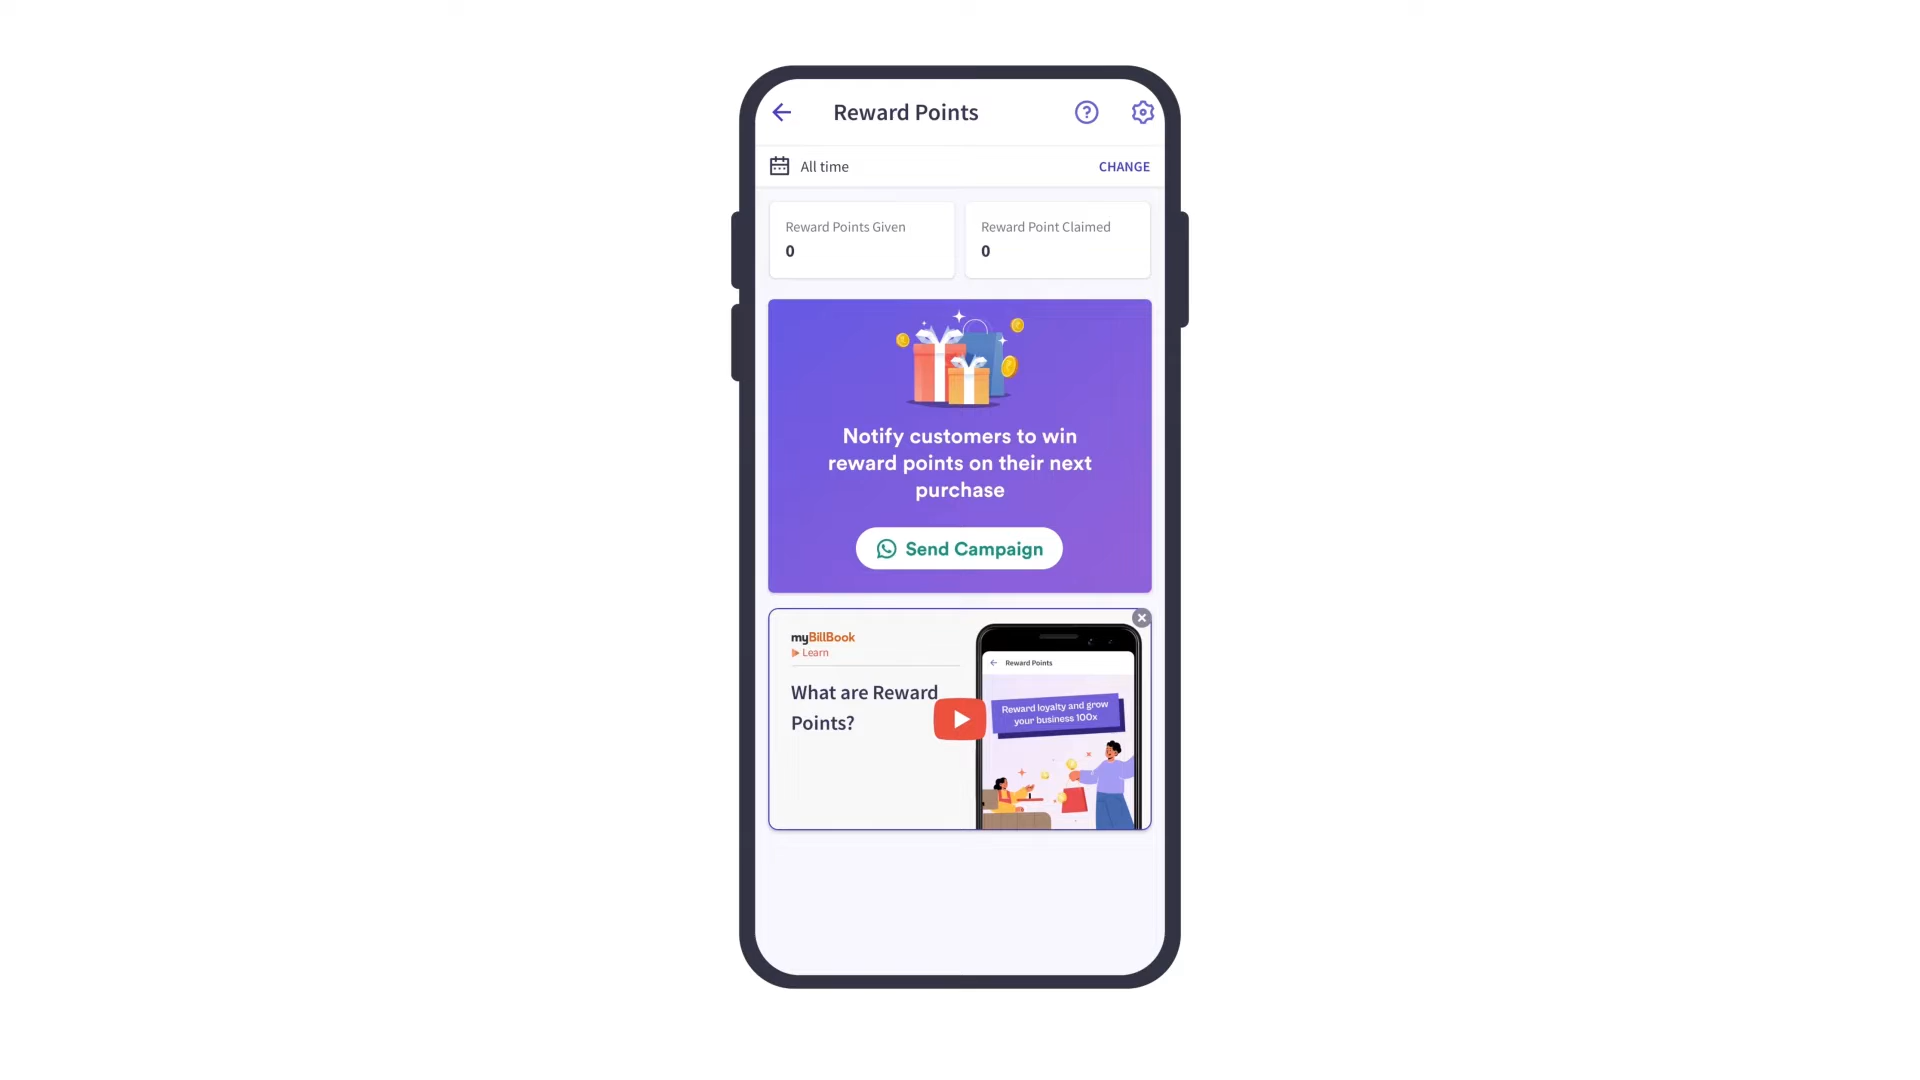 Reward Points
All time
CHANGE
Reward Points Given
0
Reward Point Claimed
0
Notify customers to win
reward points on their next
purchase
Send Campaign
myBillBook
Learn
What are Reward
Points?
Reward Points
Reward loyalty and grow
your business 100x